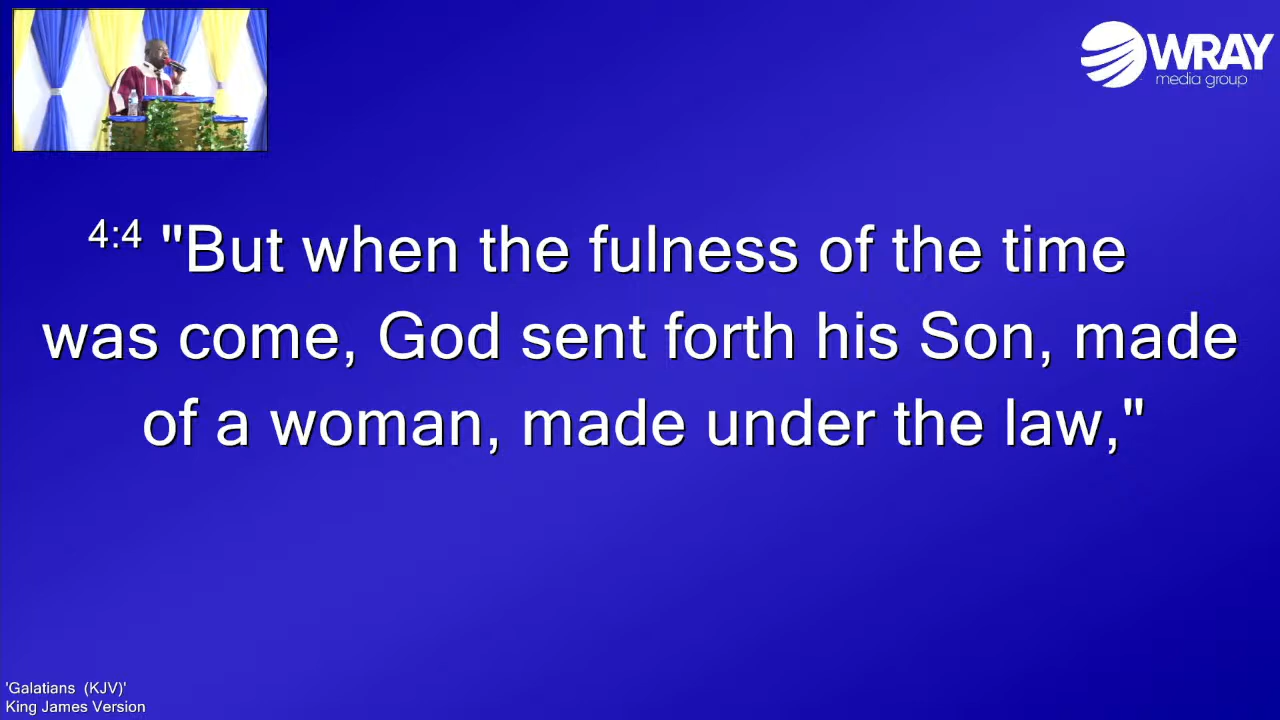 WRAY
media group
4:4 "But when the fulness of the time
was come, God sent forth his Son, made
of a woman, made under the law,"
'Galatians  (KJV)'
King James Version